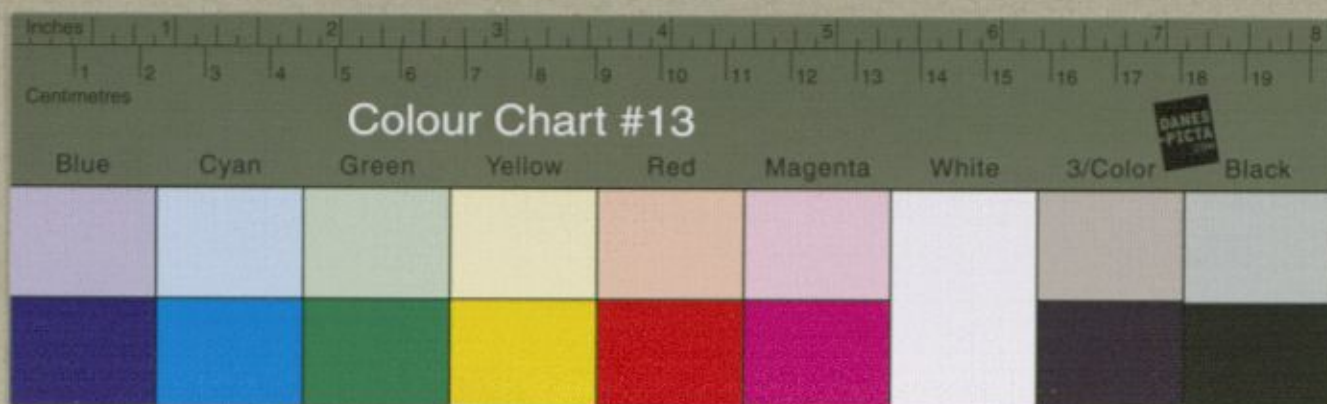 Inches 1 2 3 4 5 6 7 8
1 2 3 4 5 6 7 8 9 10 11 12 13 14 15 16 17 18 19
Centimetres
Colour Chart #13
DANES
-PICTA
.COM
Blue Cyan Green Yellow Red Magenta White 3/Color Black